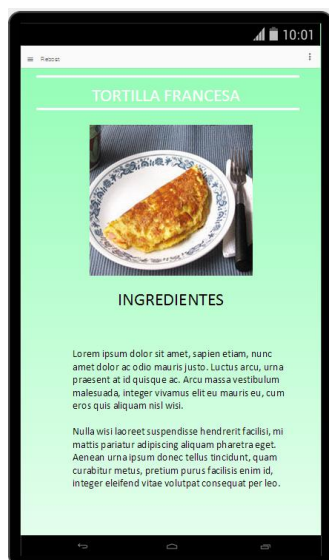 10:01
Rebost
TORTILLA FRANCESA
INGREDIENTES
Lorem ipsum dolor sit amet, sapien etiam, nunc
amet dolor ac odio mauris justo. Luctus arcu, urna
praesent at id quisque ac. Arcu massa vestibulum
malesuada, integer vivamus elit eu mauris eu, cum
eros quis aliquam nisl wisi.
Nulla wisi laoreet suspendisse hendrerit facilisi, mi
mattis pariatur adipiscing aliquam pharetra eget.
Aenean urna ipsum donec tellus tincidunt, quam
curabitur metus, pretium purus facilisis enim id,
integer eleifend vitae volutpat consequat per leo.